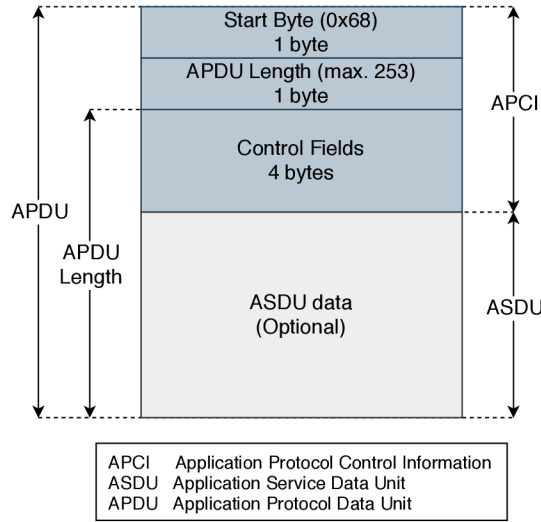 Start Byte (0x68)
1 byte
APDU Length (max. 253)
1 byte
APCI
Control Fields
4 bytes
APDU
APDU
Length
ASDU data
(Optional)
ASDU
APCI Application Protocol Control Information
ASDU Application Service Data Unit
APDU Application Protocol Data Unit